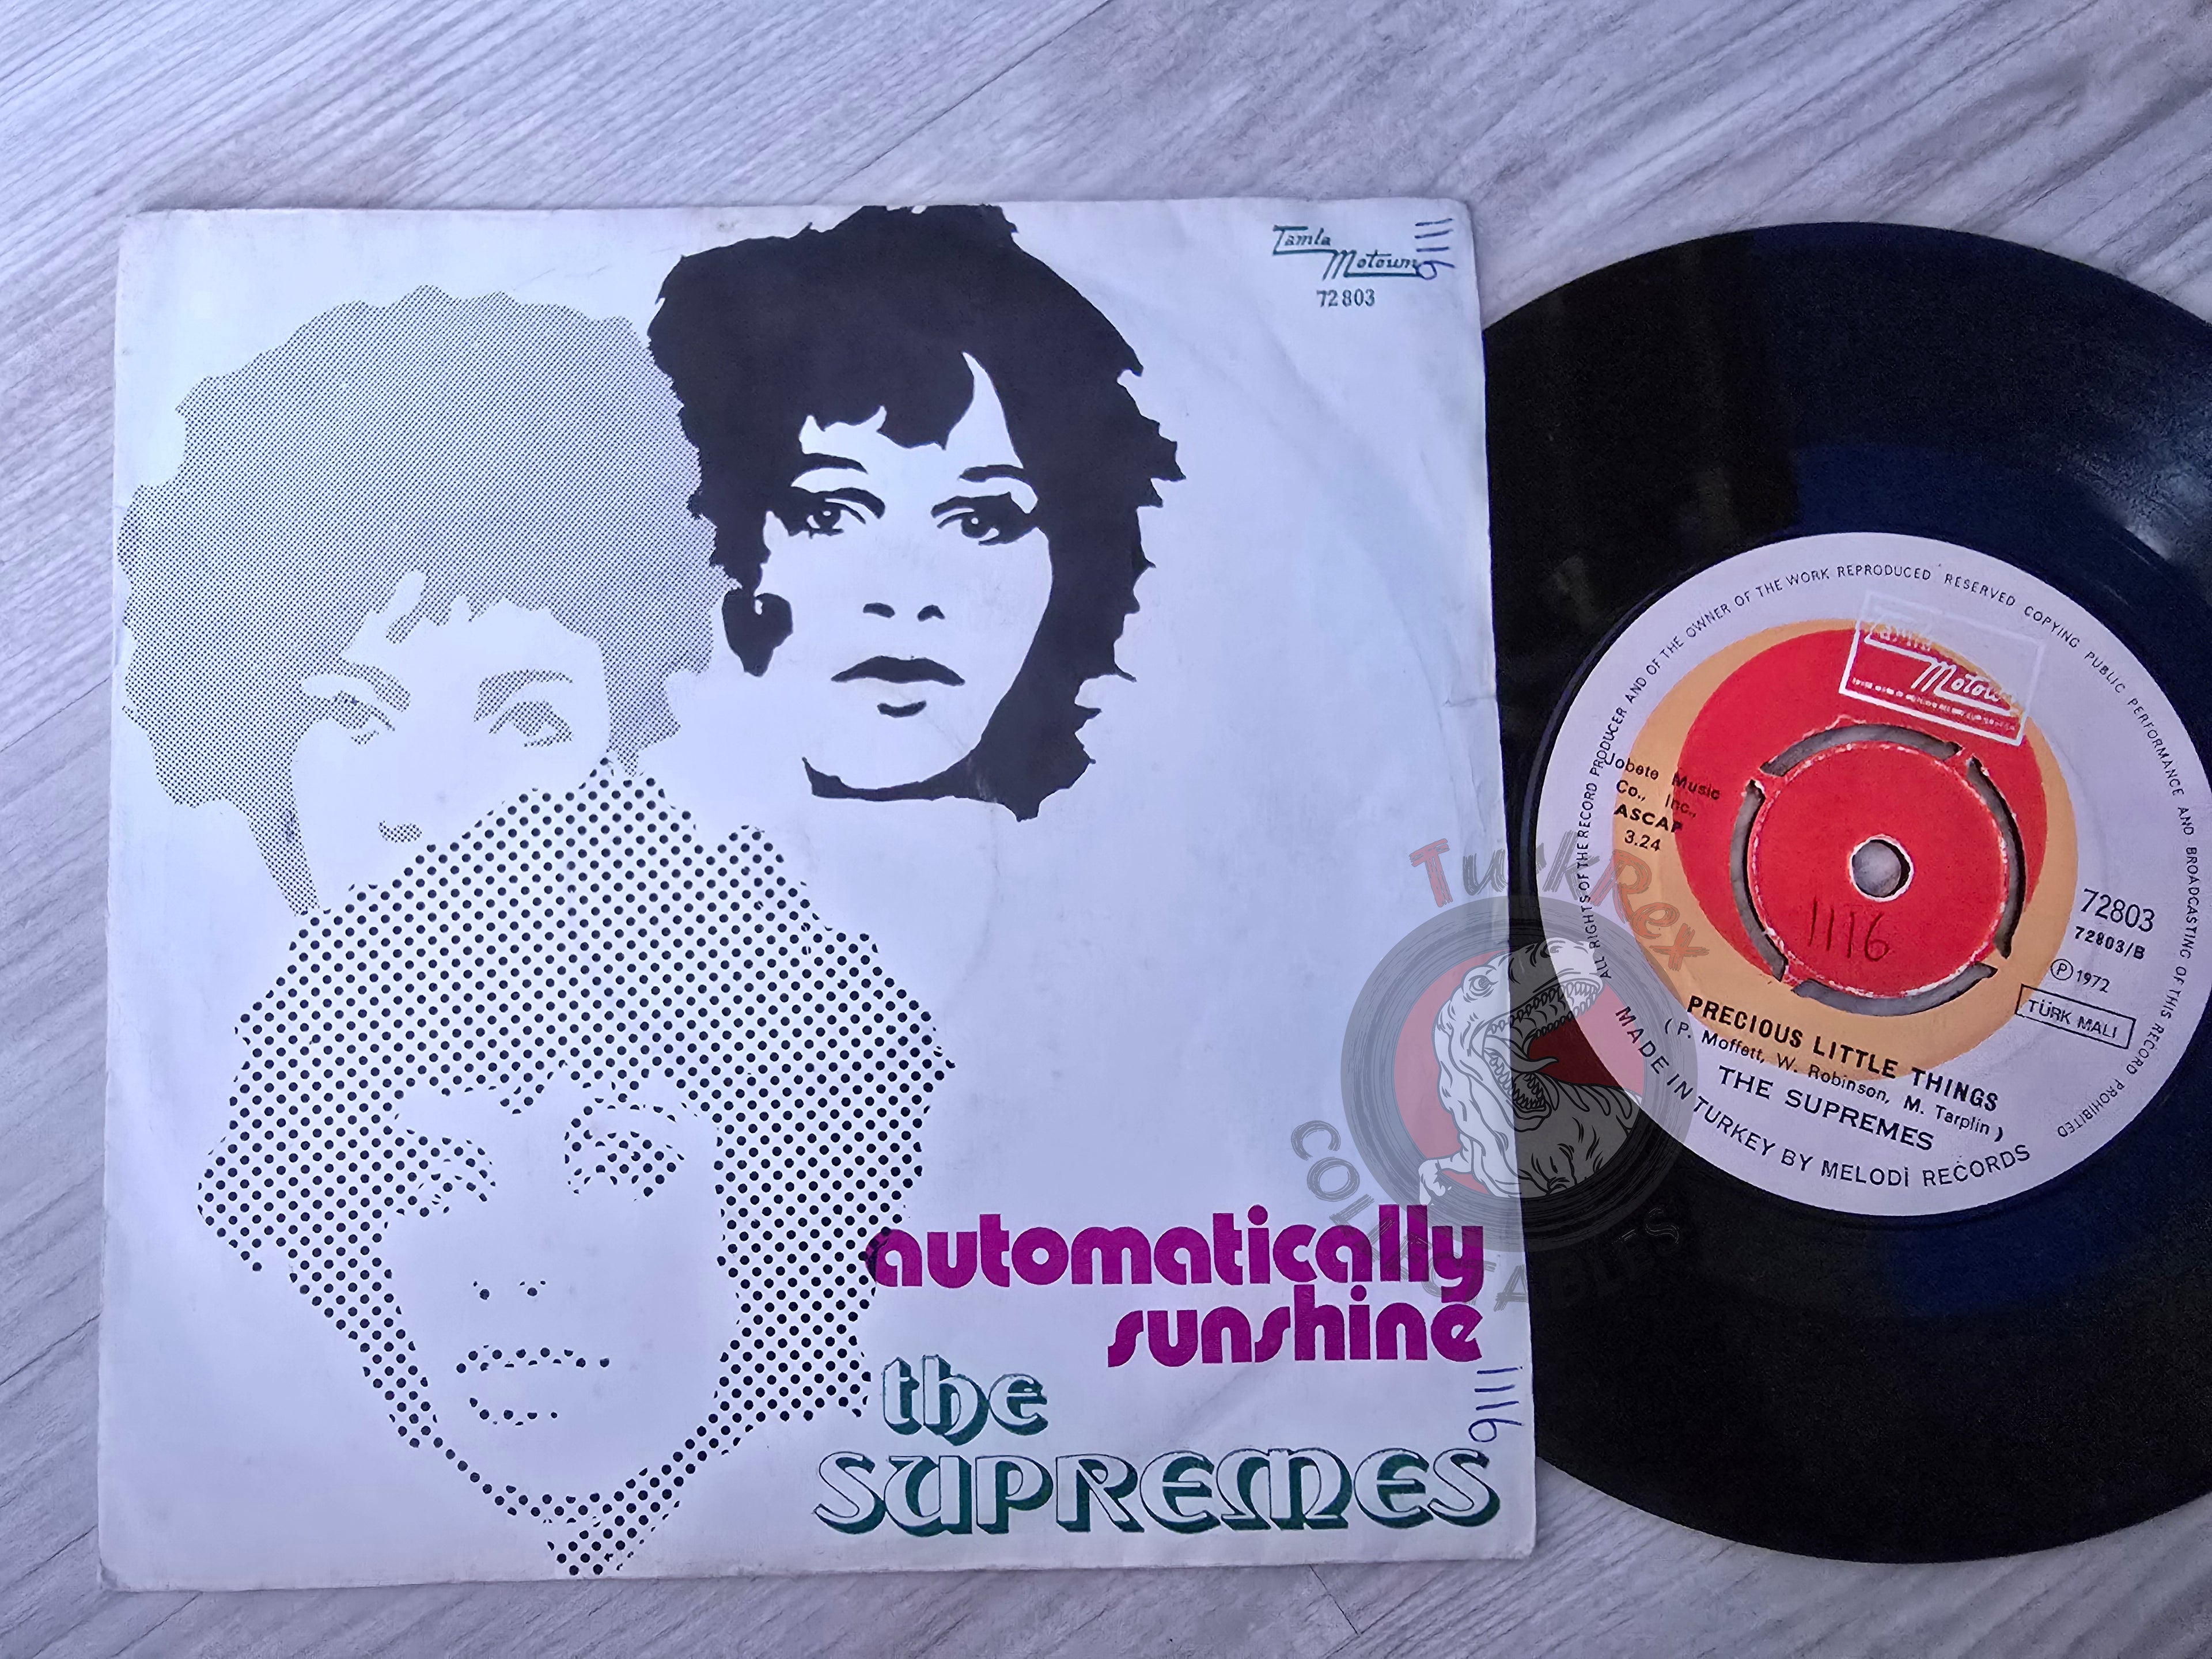 Tamla
Motown
72 803
1116
automatically
sunshine
the
SUPREMES
1116
TurkRex
COLLECTABLES
ALL RIGHTS OF THE RECORD PRODUCER AND OF THE OWNER OF THE WORK REPRODUCED RESERVED COPYING PUBLIC PERFORMANCE AND BROADCASTING OF THIS RECORD PROHIBITED
Tamla
Motown
Jobete Music
Co., Inc.,
ASCAP
3.24
1116
72803
72803/B
Ⓟ 1972
TÜRK MALI
PRECIOUS LITTLE THINGS
( P. Moffett, W. Robinson, M. Tarplin )
THE SUPREMES
MADE IN TURKEY BY MELODİ RECORDS